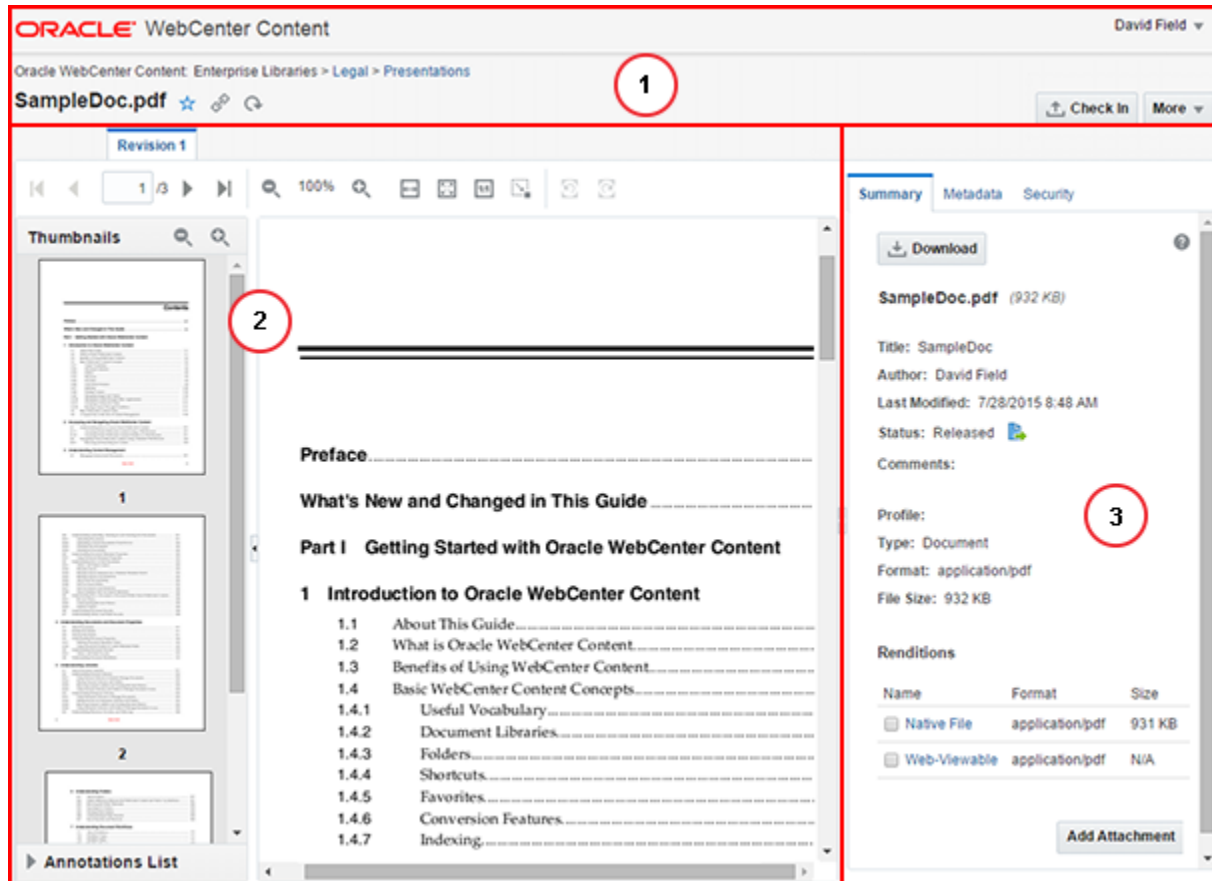 ORACLE® WebCenter Content
David Field
Oracle WebCenter Content: Enterprise Libraries > Legal > Presentations
1
SampleDoc.pdf
Check In
More
Revision 1
1 /3
100%
1:1
Thumbnails
Contents
1
2
Annotations List
2
Preface
What's New and Changed in This Guide
Part I Getting Started with Oracle WebCenter Content
1 Introduction to Oracle WebCenter Content
1.1 About This Guide
1.2 What is Oracle WebCenter Content
1.3 Benefits of Using WebCenter Content
1.4 Basic WebCenter Content Concepts
1.4.1 Useful Vocabulary
1.4.2 Document Libraries
1.4.3 Folders
1.4.4 Shortcuts
1.4.5 Favorites
1.4.6 Conversion Features
1.4.7 Indexing
Summary Metadata Security
Download
SampleDoc.pdf (932 KB)
Title: SampleDoc
Author: David Field
Last Modified: 7/28/2015 8:48 AM
Status: Released
Comments:
3
Profile:
Type: Document
Format: application/pdf
File Size: 932 KB
Renditions
Name Format Size
Native File application/pdf 931 KB
Web-Viewable application/pdf N/A
Add Attachment